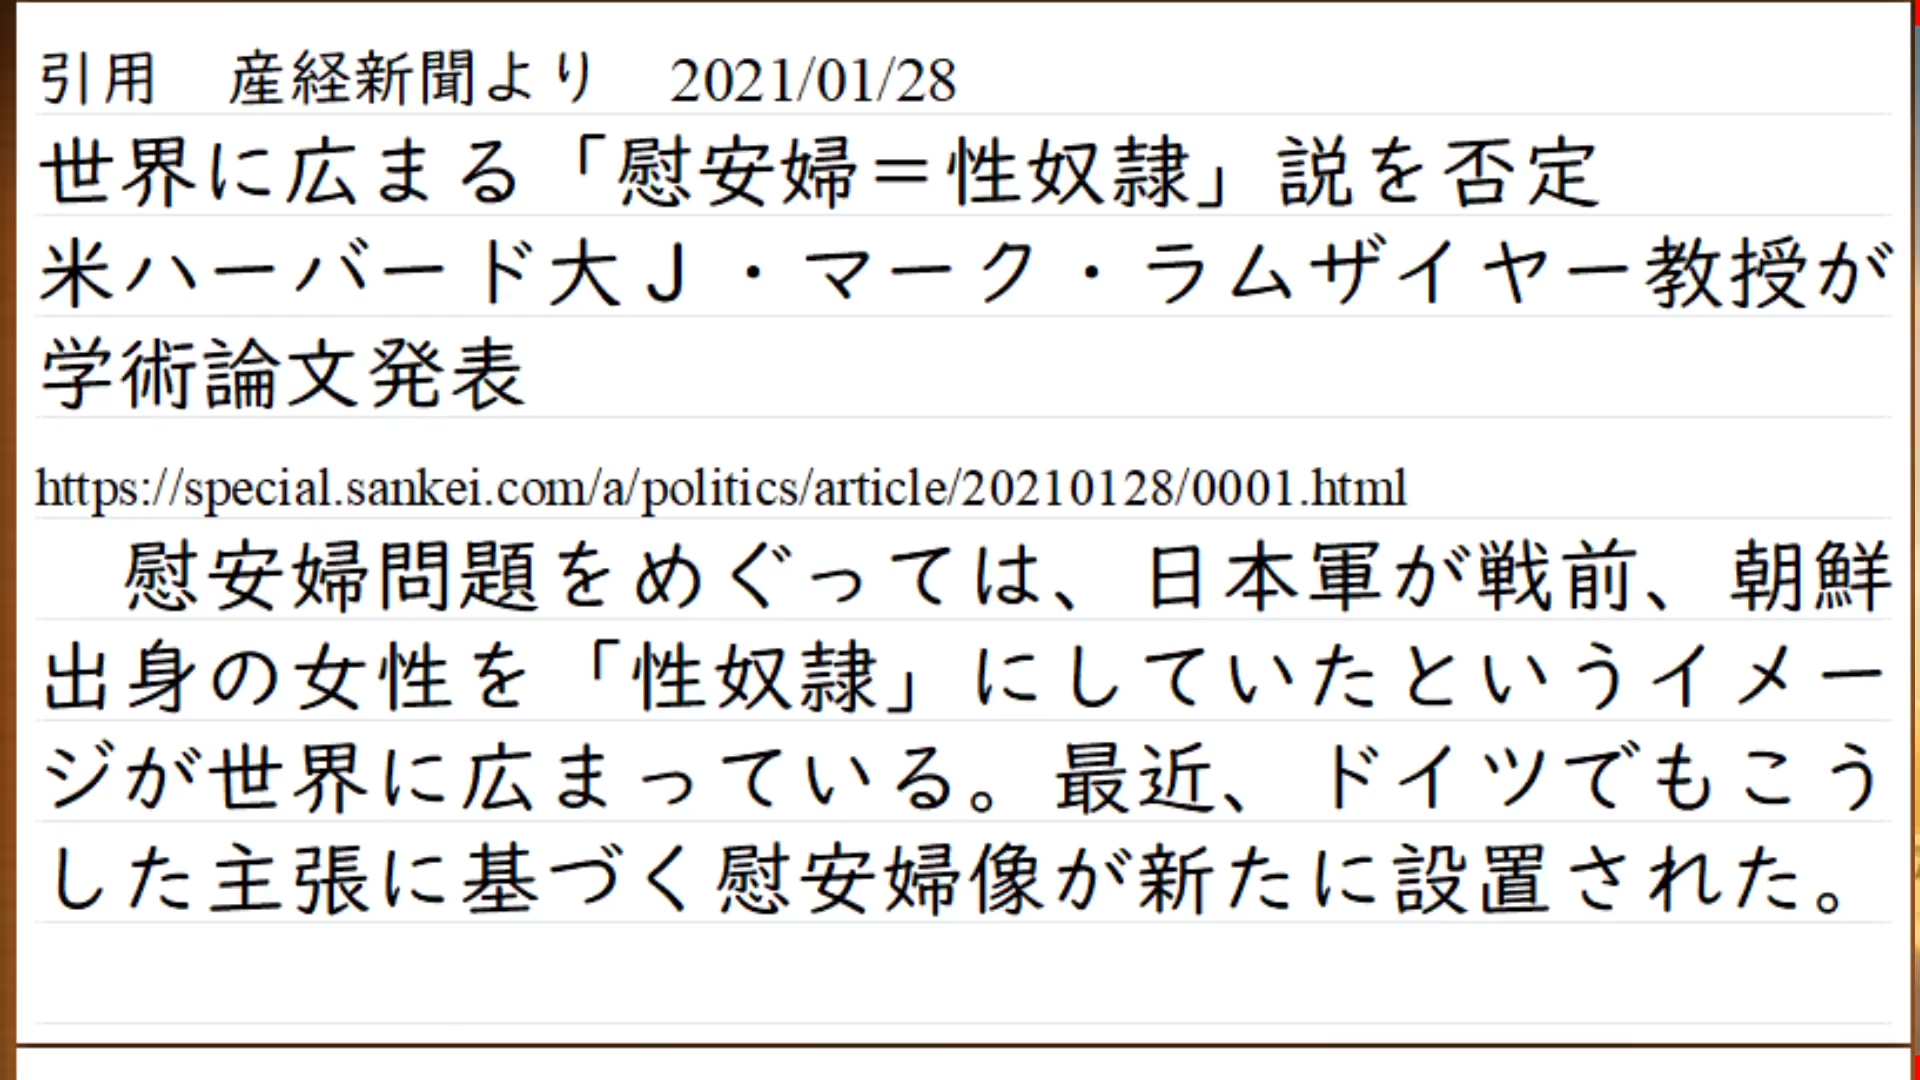 引用　産経新聞より　2021/01/28
世界に広まる「慰安婦＝性奴隷」説を否定
米ハーバード大Ｊ・マーク・ラムザイヤー教授が
学術論文発表
https://special.sankei.com/a/politics/article/20210128/0001.html
　慰安婦問題をめぐっては、日本軍が戦前、朝鮮
出身の女性を「性奴隷」にしていたというイメー
ジが世界に広まっている。最近、ドイツでもこう
した主張に基づく慰安婦像が新たに設置された。